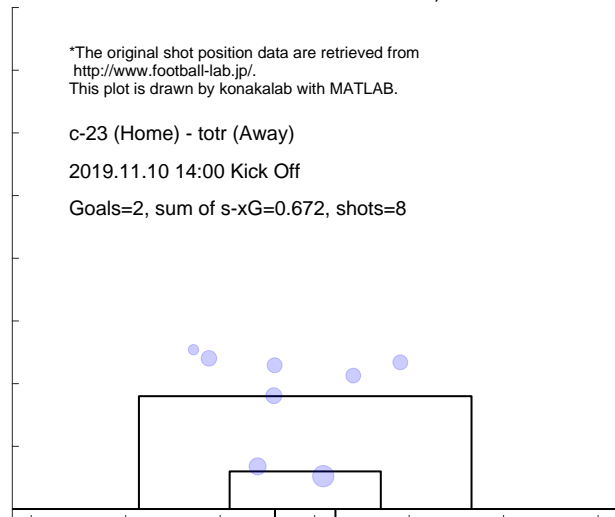 *The original shot position data are retrieved from
http://www.football-lab.jp/.
This plot is drawn by konakalab with MATLAB.
c-23 (Home) - totr (Away)
2019.11.10 14:00 Kick Off
Goals=2, sum of s-xG=0.672, shots=8